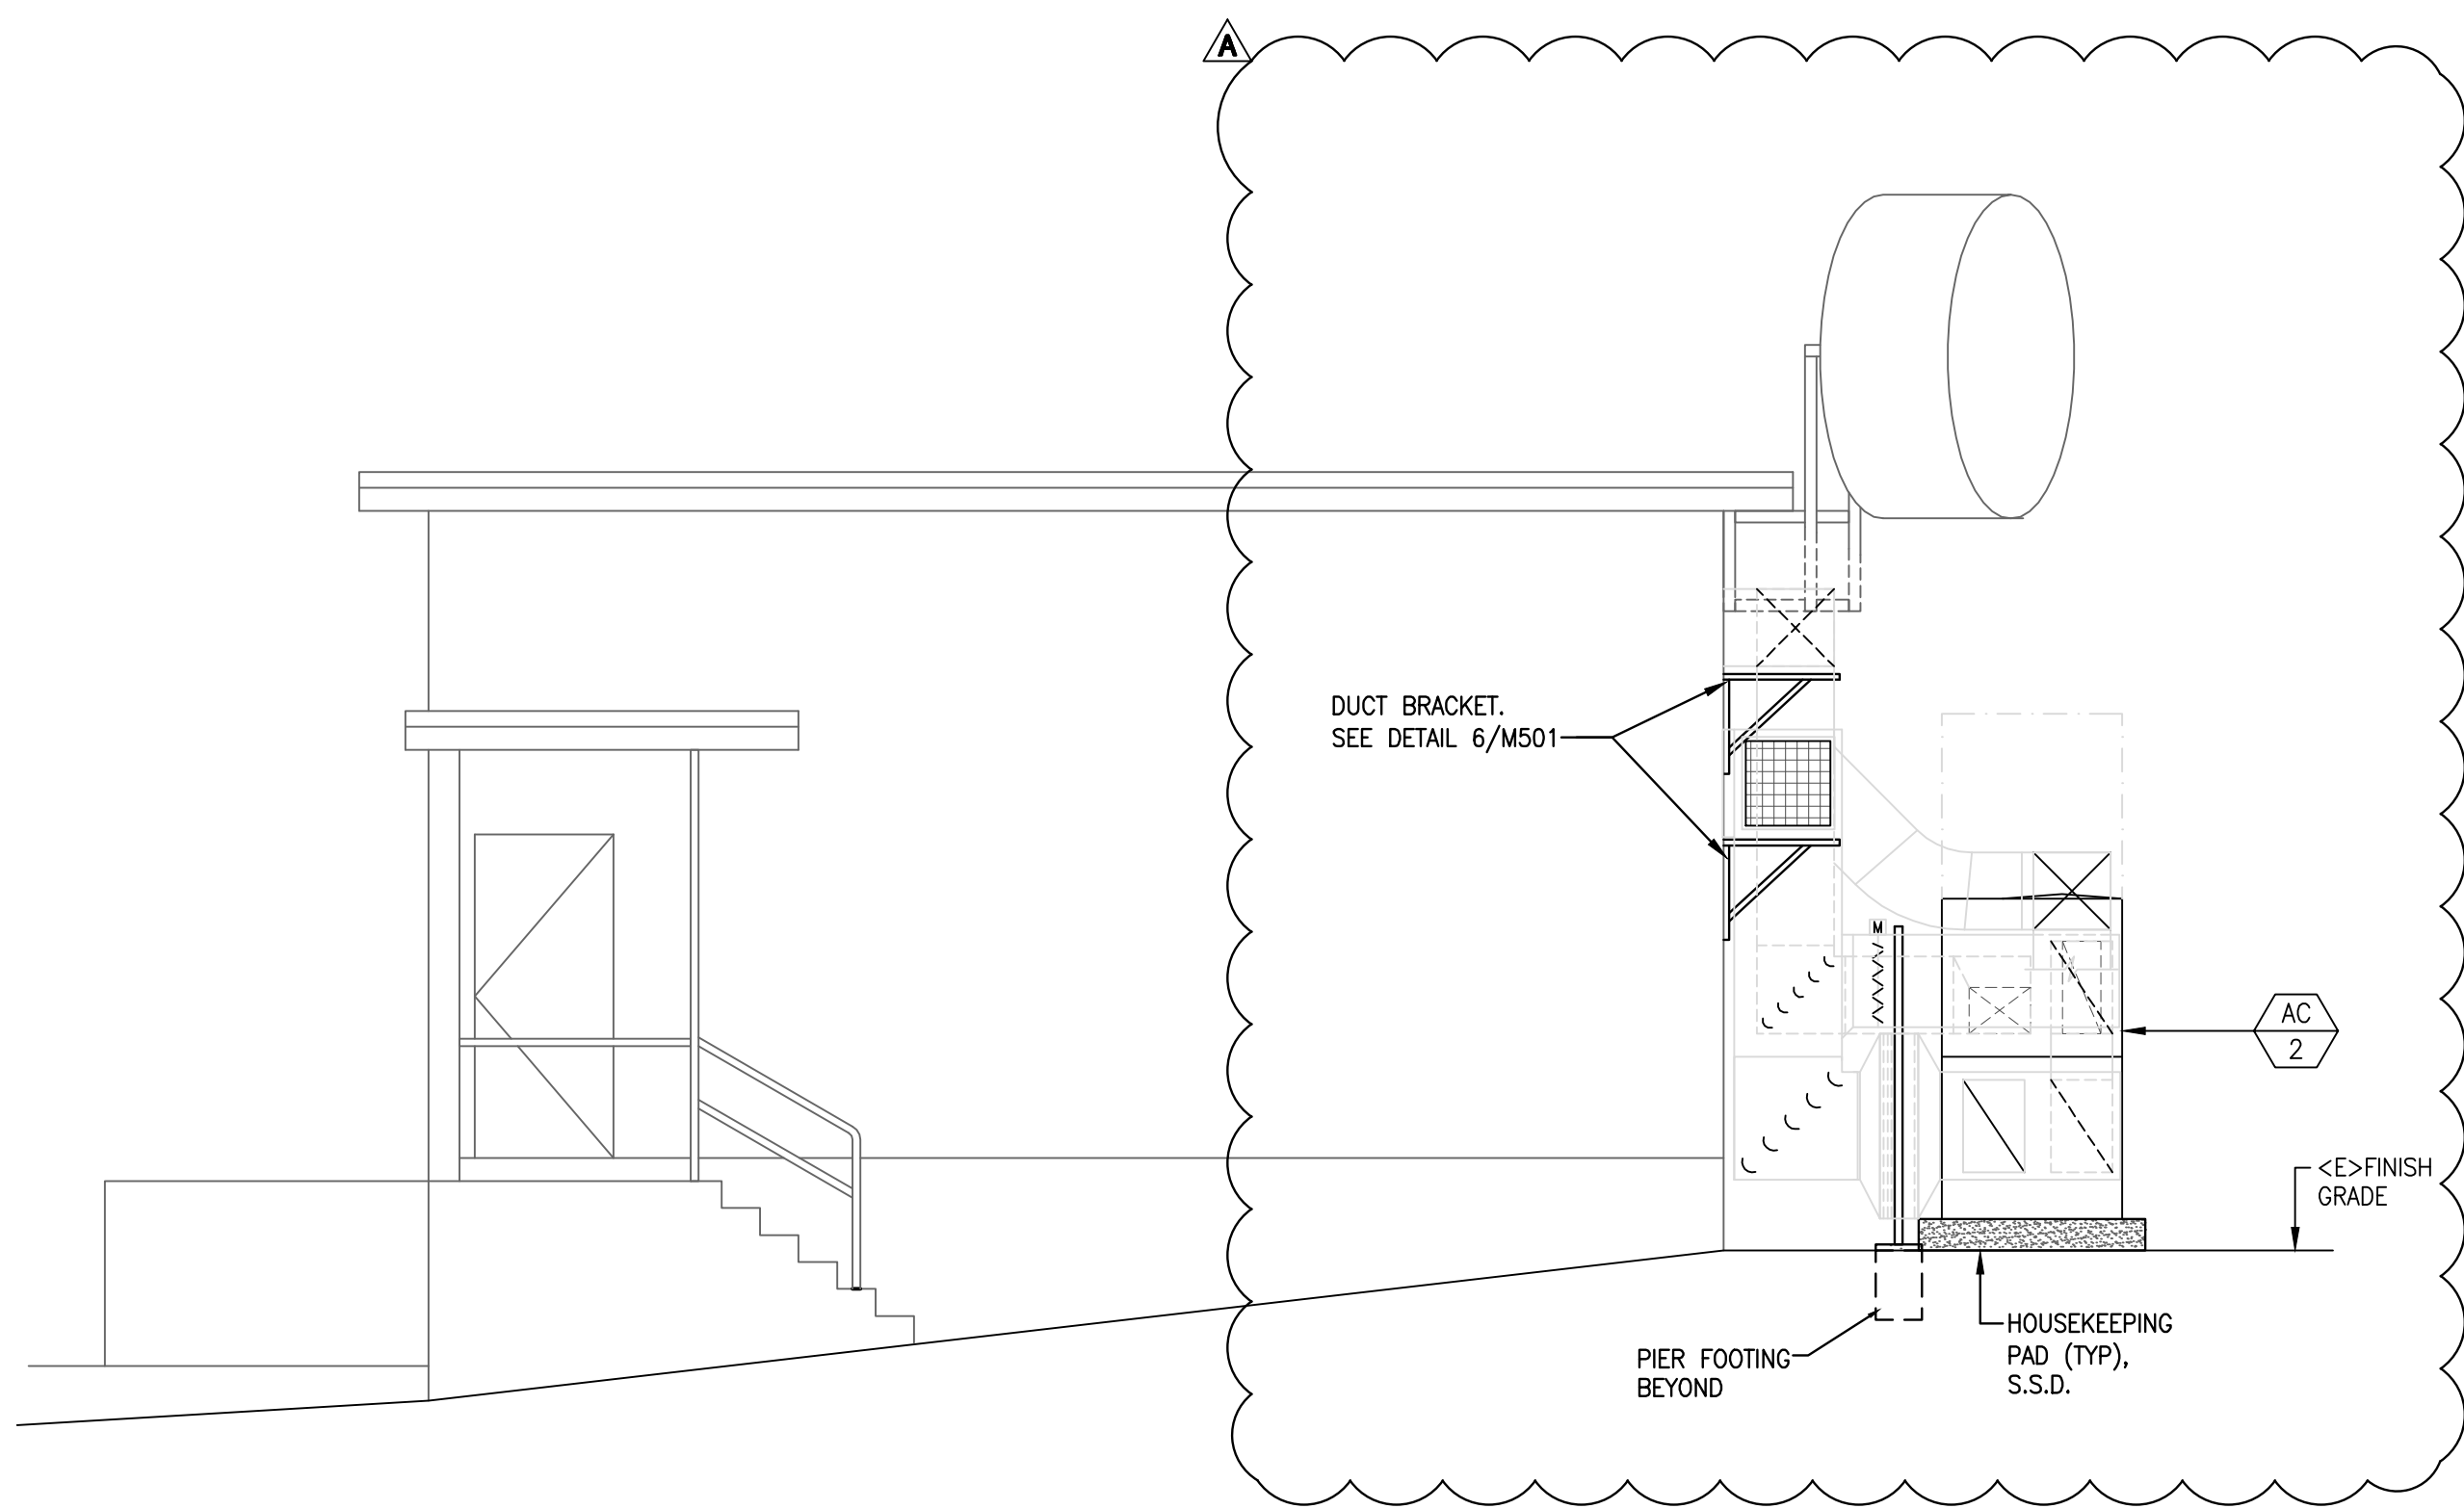 A
DUCT BRACKET.
SEE DETAIL 6/M501
M
AC
2
<E>FINISH
GRADE
HOUSEKEEPING
PAD (TYP),
S.S.D.
PIER FOOTING
BEYOND